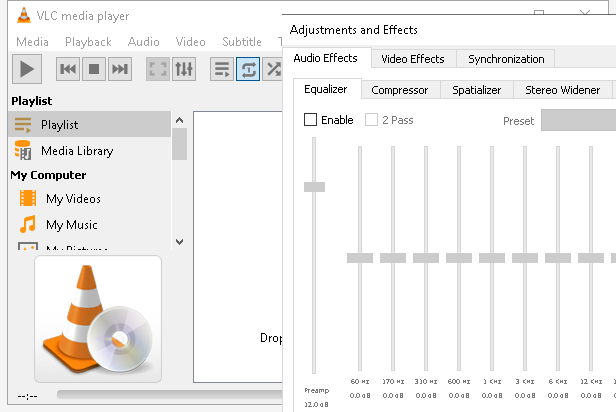 VLC media player
Media Playback Audio Video Subtitle
Adjustments and Effects
Audio Effects Video Effects Synchronization
Equalizer Compressor Spatializer Stereo Widener
Enable 2 Pass Preset
Playlist
Playlist
Media Library
My Computer
My Videos
My Music
My Pictures
Drop
60 Hz 170 Hz 310 Hz 600 Hz 1 KHz 3 KHz 6 KHz 12 KHz
Preamp 0.0 dB 0.0 dB 0.0 dB 0.0 dB 0.0 dB 0.0 dB 0.0 dB 0.0 dB
12.0 dB
--:--